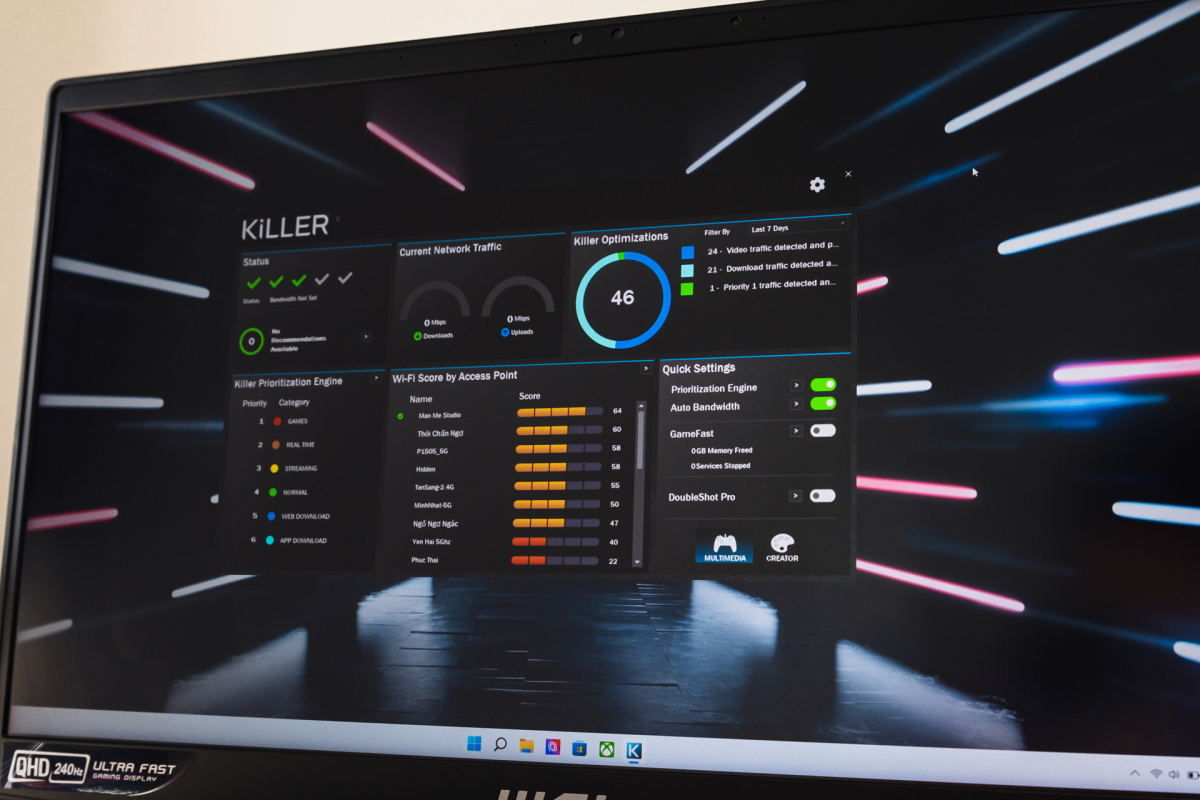 KiLLER
Status
Status: Bandwidth Not Set
0
No
Recommendations
Available
>
Current Network Traffic
0 Mbps
Downloads
0 Mbps
Uploads
Killer Optimizations
Filter By
Last 7 Days
46
24 - Video traffic detected and p...
21 - Download traffic detected a...
1 - Priority 1 traffic detected an...
Killer Prioritization Engine >
Priority Category
1 GAMES
2 REAL TIME
3 STREAMING
4 NORMAL
5 WEB DOWNLOAD
6 APP DOWNLOAD
Wi-Fi Score by Access Point >
Name Score
Man Me Studio 64
Thôi Chấn Ngơ 60
P1505_5G 58
Hidden 58
TanSang-2.4G 55
MinhNhat-5G 50
Ngố Ngơ Ngắc 47
Yen Hai 5Ghz 40
Phuc Thai 22
Quick Settings
Prioritization Engine >
Auto Bandwidth >
GameFast >
0GB Memory Freed
0Services Stopped
DoubleShot Pro >
MULTIMEDIA
CREATOR
K
QHD 240Hz ULTRA FAST
GAMING DISPLAY